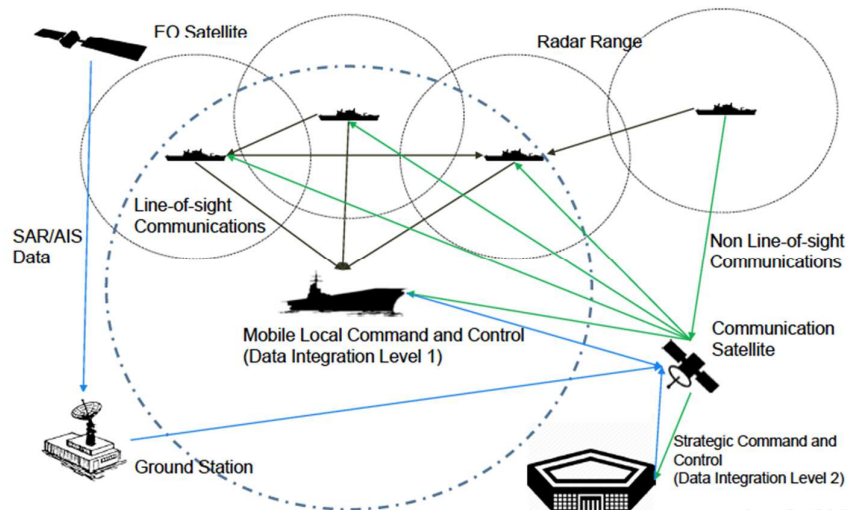 EO Satellite
Radar Range
Line-of-sight
Communications
SAR/AIS
Data
Non Line-of-sight
Communications
Mobile Local Command and Control
(Data Integration Level 1)
Communication
Satellite
Ground Station
Strategic Command and
Control
(Data Integration Level 2)